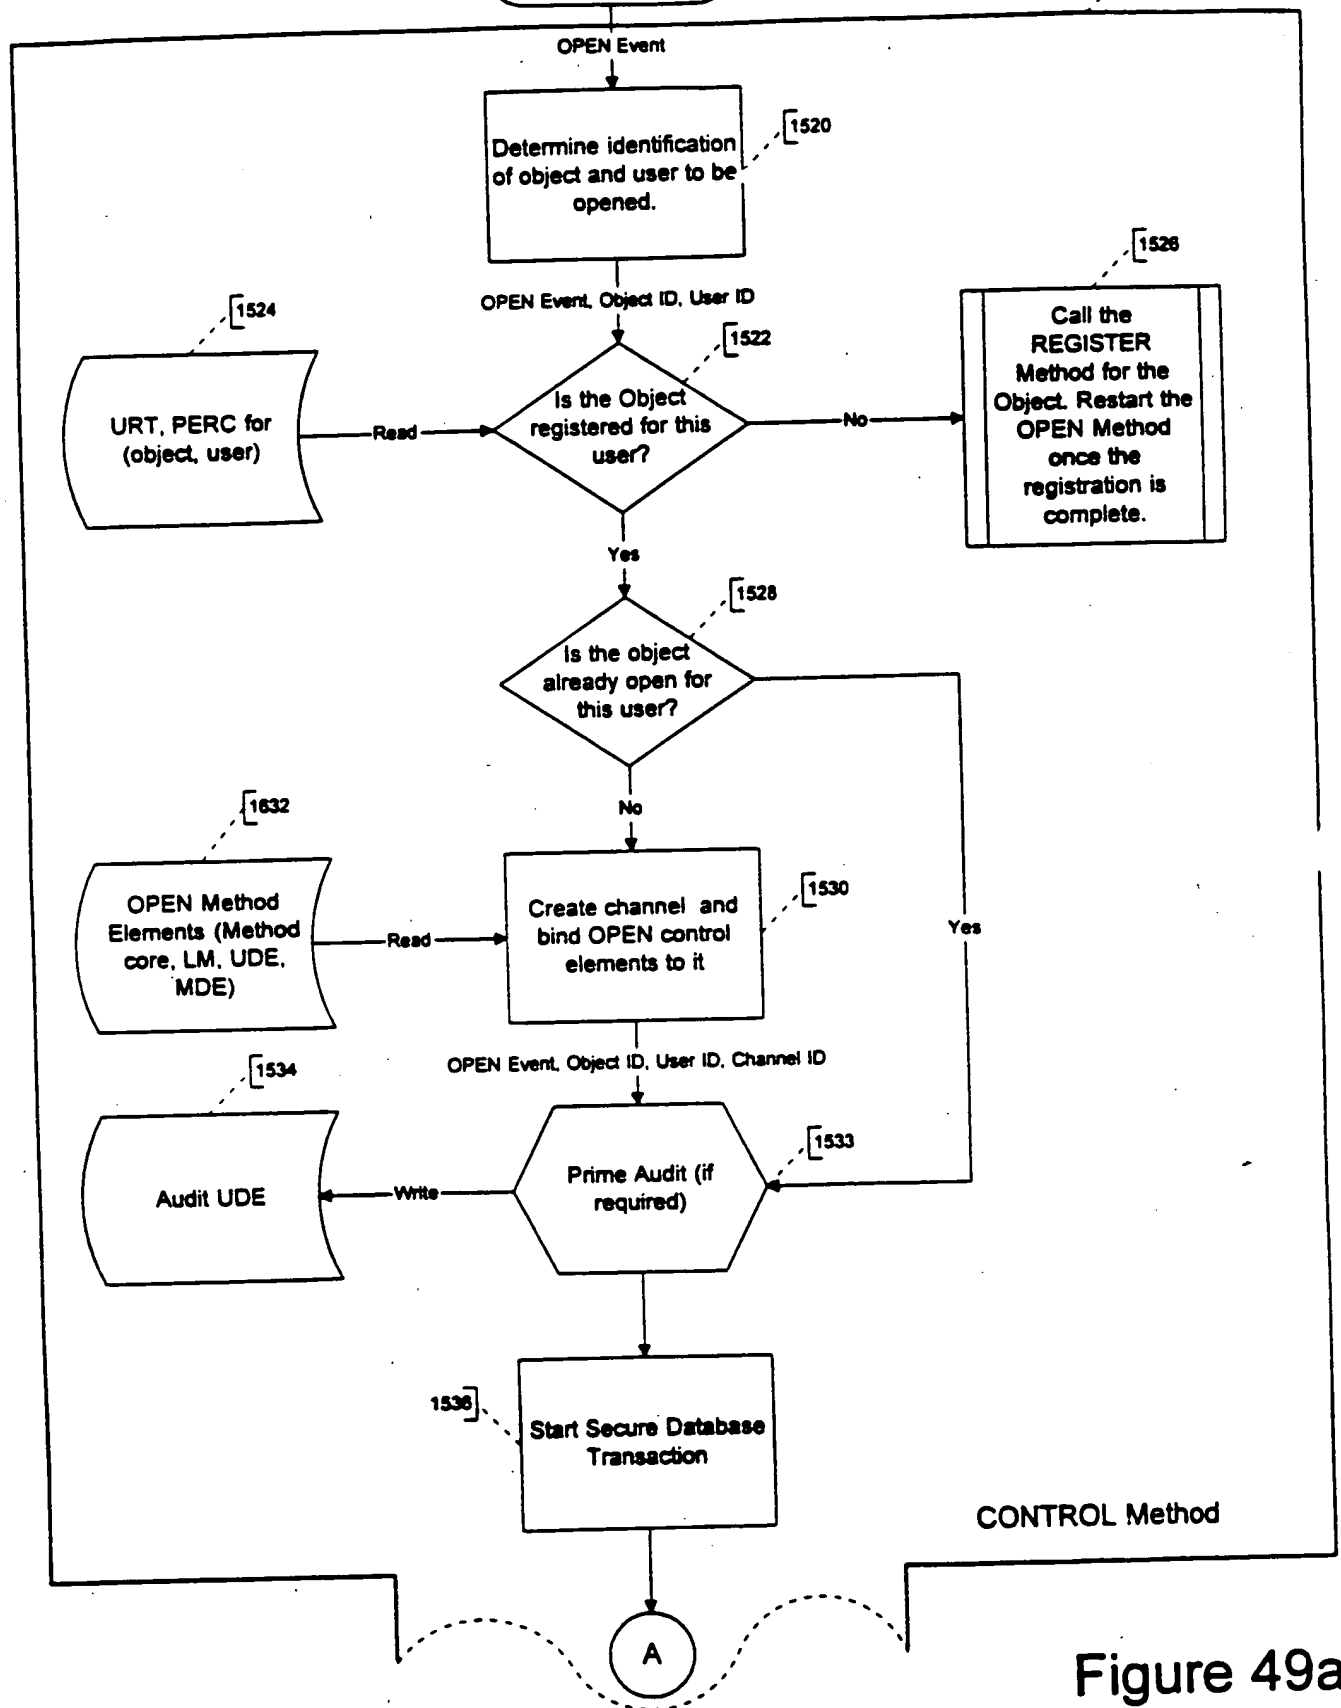 OPEN Event
Determine identification
of object and user to be
opened.
1520
OPEN Event, Object ID, User ID
1524
URT, PERC for
(object, user)
Read
1522
Is the Object
registered for this
user?
No
1526
Call the
REGISTER
Method for the
Object. Restart the
OPEN Method
once the
registration is
complete.
Yes
1528
Is the object
already open for
this user?
No
Yes
1632
OPEN Method
Elements (Method
core, LM, UDE,
MDE)
Read
1530
Create channel and
bind OPEN control
elements to it
OPEN Event, Object ID, User ID, Channel ID
1534
Audit UDE
Write
1533
Prime Audit (if
required)
1536
Start Secure Database
Transaction
CONTROL Method
A
Figure 49a